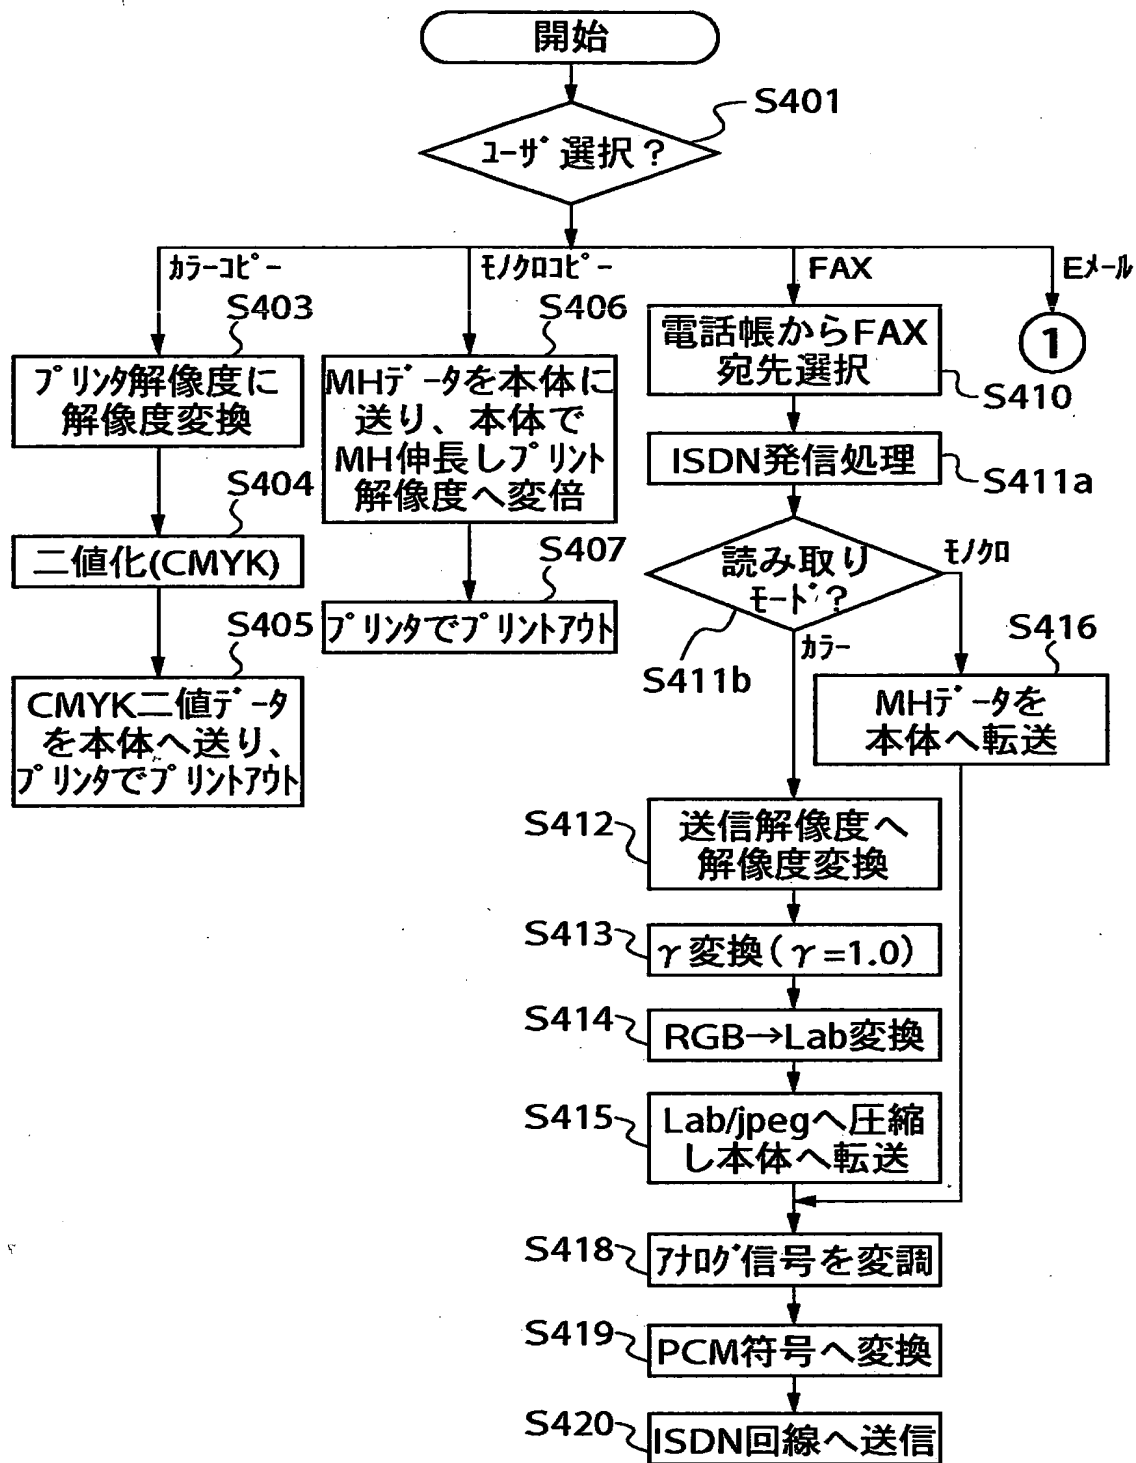 開始
S401
ﾕｰｻﾞ選択？
ｶﾗｰｺﾋﾟｰ
ﾓﾉｸﾛｺﾋﾟｰ
FAX
Eﾒｰﾙ
S403
ﾌﾟﾘﾝﾀ解像度に
解像度変換
S404
二値化(CMYK)
S405
CMYK二値ﾃﾞｰﾀ
を本体へ送り、
ﾌﾟﾘﾝﾀでﾌﾟﾘﾝﾄｱｳﾄ
S406
MHﾃﾞｰﾀを本体に
送り、本体で
MH伸長しﾌﾟﾘﾝﾄ
解像度へ変倍
S407
ﾌﾟﾘﾝﾀでﾌﾟﾘﾝﾄｱｳﾄ
電話帳からFAX
宛先選択
S410
1
ISDN発信処理
S411a
読み取り
ﾓｰﾄﾞ？
S411b
ﾓﾉｸﾛ
ｶﾗｰ
S416
MHﾃﾞｰﾀを
本体へ転送
S412
送信解像度へ
解像度変換
S413
γ変換(γ=1.0)
S414
RGB→Lab変換
S415
Lab/jpegへ圧縮
し本体へ転送
S418
ｱﾅﾛｸﾞ信号を変調
S419
PCM符号へ変換
S420
ISDN回線へ送信